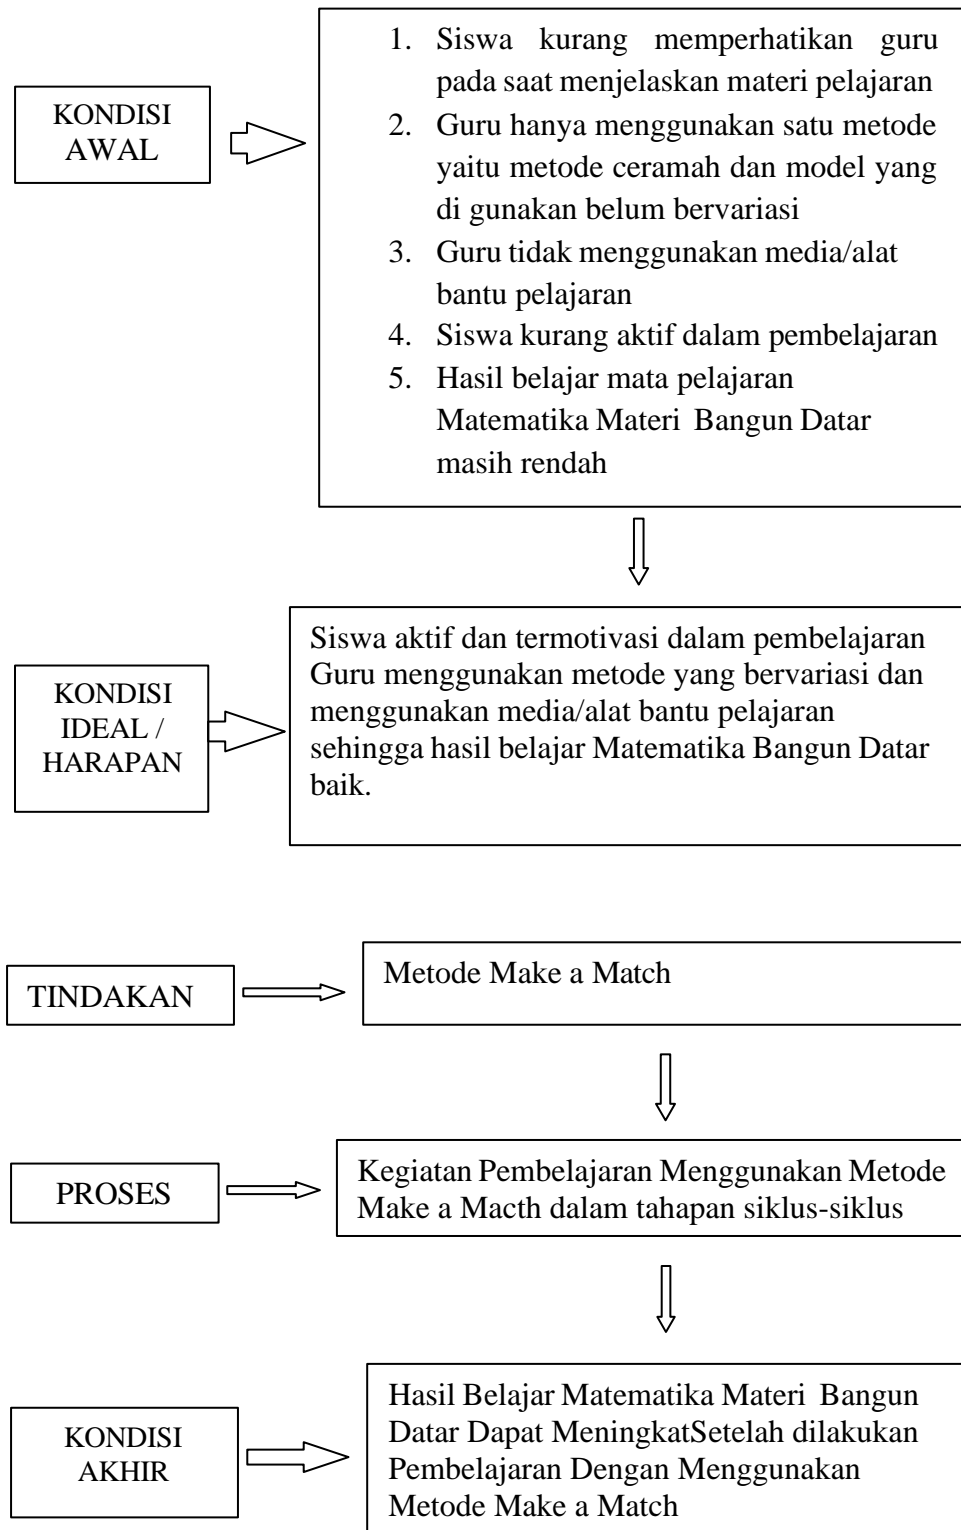 KONDISI
AWAL
1. Siswa kurang memperhatikan guru
pada saat menjelaskan materi pelajaran
2. Guru hanya menggunakan satu metode
yaitu metode ceramah dan model yang
di gunakan belum bervariasi
3. Guru tidak menggunakan media/alat
bantu pelajaran
4. Siswa kurang aktif dalam pembelajaran
5. Hasil belajar mata pelajaran
Matematika Materi Bangun Datar
masih rendah
KONDISI
IDEAL /
HARAPAN
Siswa aktif dan termotivasi dalam pembelajaran
Guru menggunakan metode yang bervariasi dan
menggunakan media/alat bantu pelajaran
sehingga hasil belajar Matematika Bangun Datar
baik.
TINDAKAN
Metode Make a Match
PROSES
Kegiatan Pembelajaran Menggunakan Metode
Make a Macth dalam tahapan siklus-siklus
KONDISI
AKHIR
Hasil Belajar Matematika Materi Bangun
Datar Dapat MeningkatSetelah dilakukan
Pembelajaran Dengan Menggunakan
Metode Make a Match